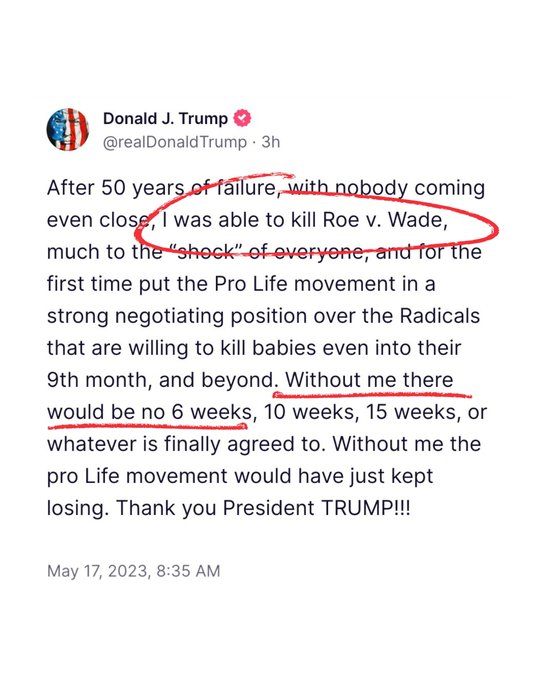 Donald J. Trump
@realDonaldTrump · 3h
After 50 years of failure, with nobody coming
even close, I was able to kill Roe v. Wade,
much to the “shock” of everyone, and for the
first time put the Pro Life movement in a
strong negotiating position over the Radicals
that are willing to kill babies even into their
9th month, and beyond. Without me there
would be no 6 weeks, 10 weeks, 15 weeks, or
whatever is finally agreed to. Without me the
pro Life movement would have just kept
losing. Thank you President TRUMP!!!
May 17, 2023, 8:35 AM